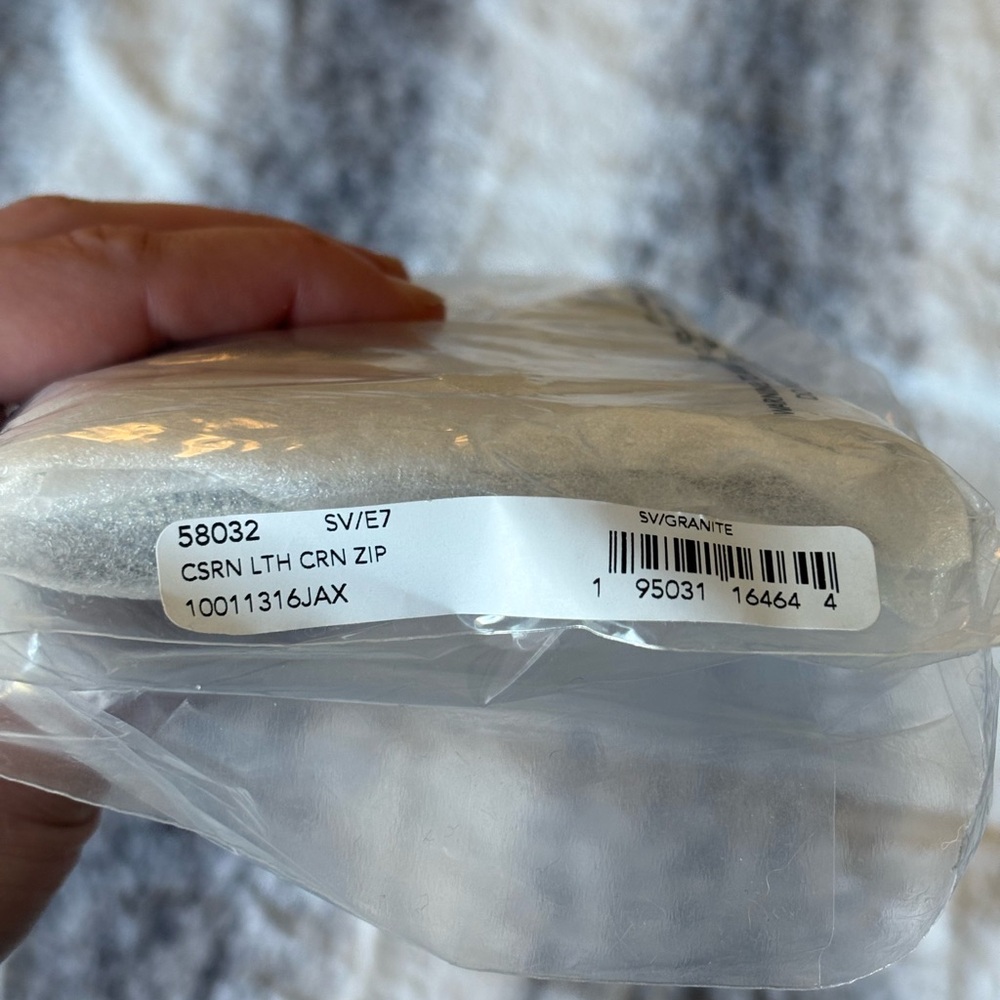 58032 SV/E7
CSRN LTH CRN ZIP
10011316JAX
SV/GRANITE
1 95031 16464 4